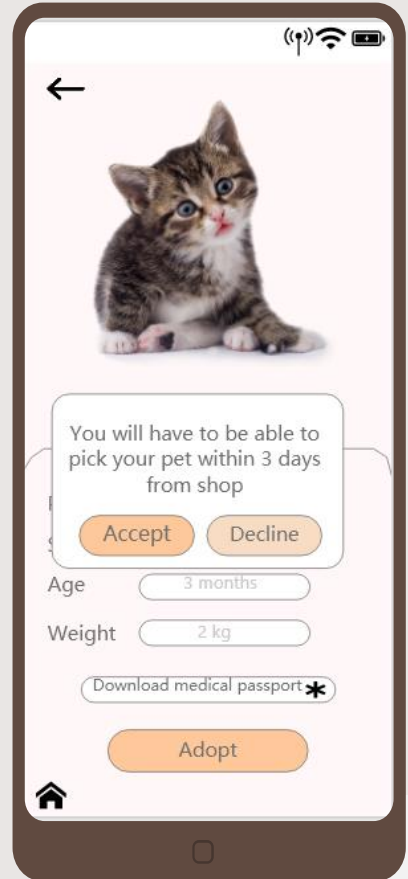 You will have to be able to
pick your pet within 3 days
from shop
Accept Decline
Age 3 months
Weight 2 kg
Download medical passport
Adopt